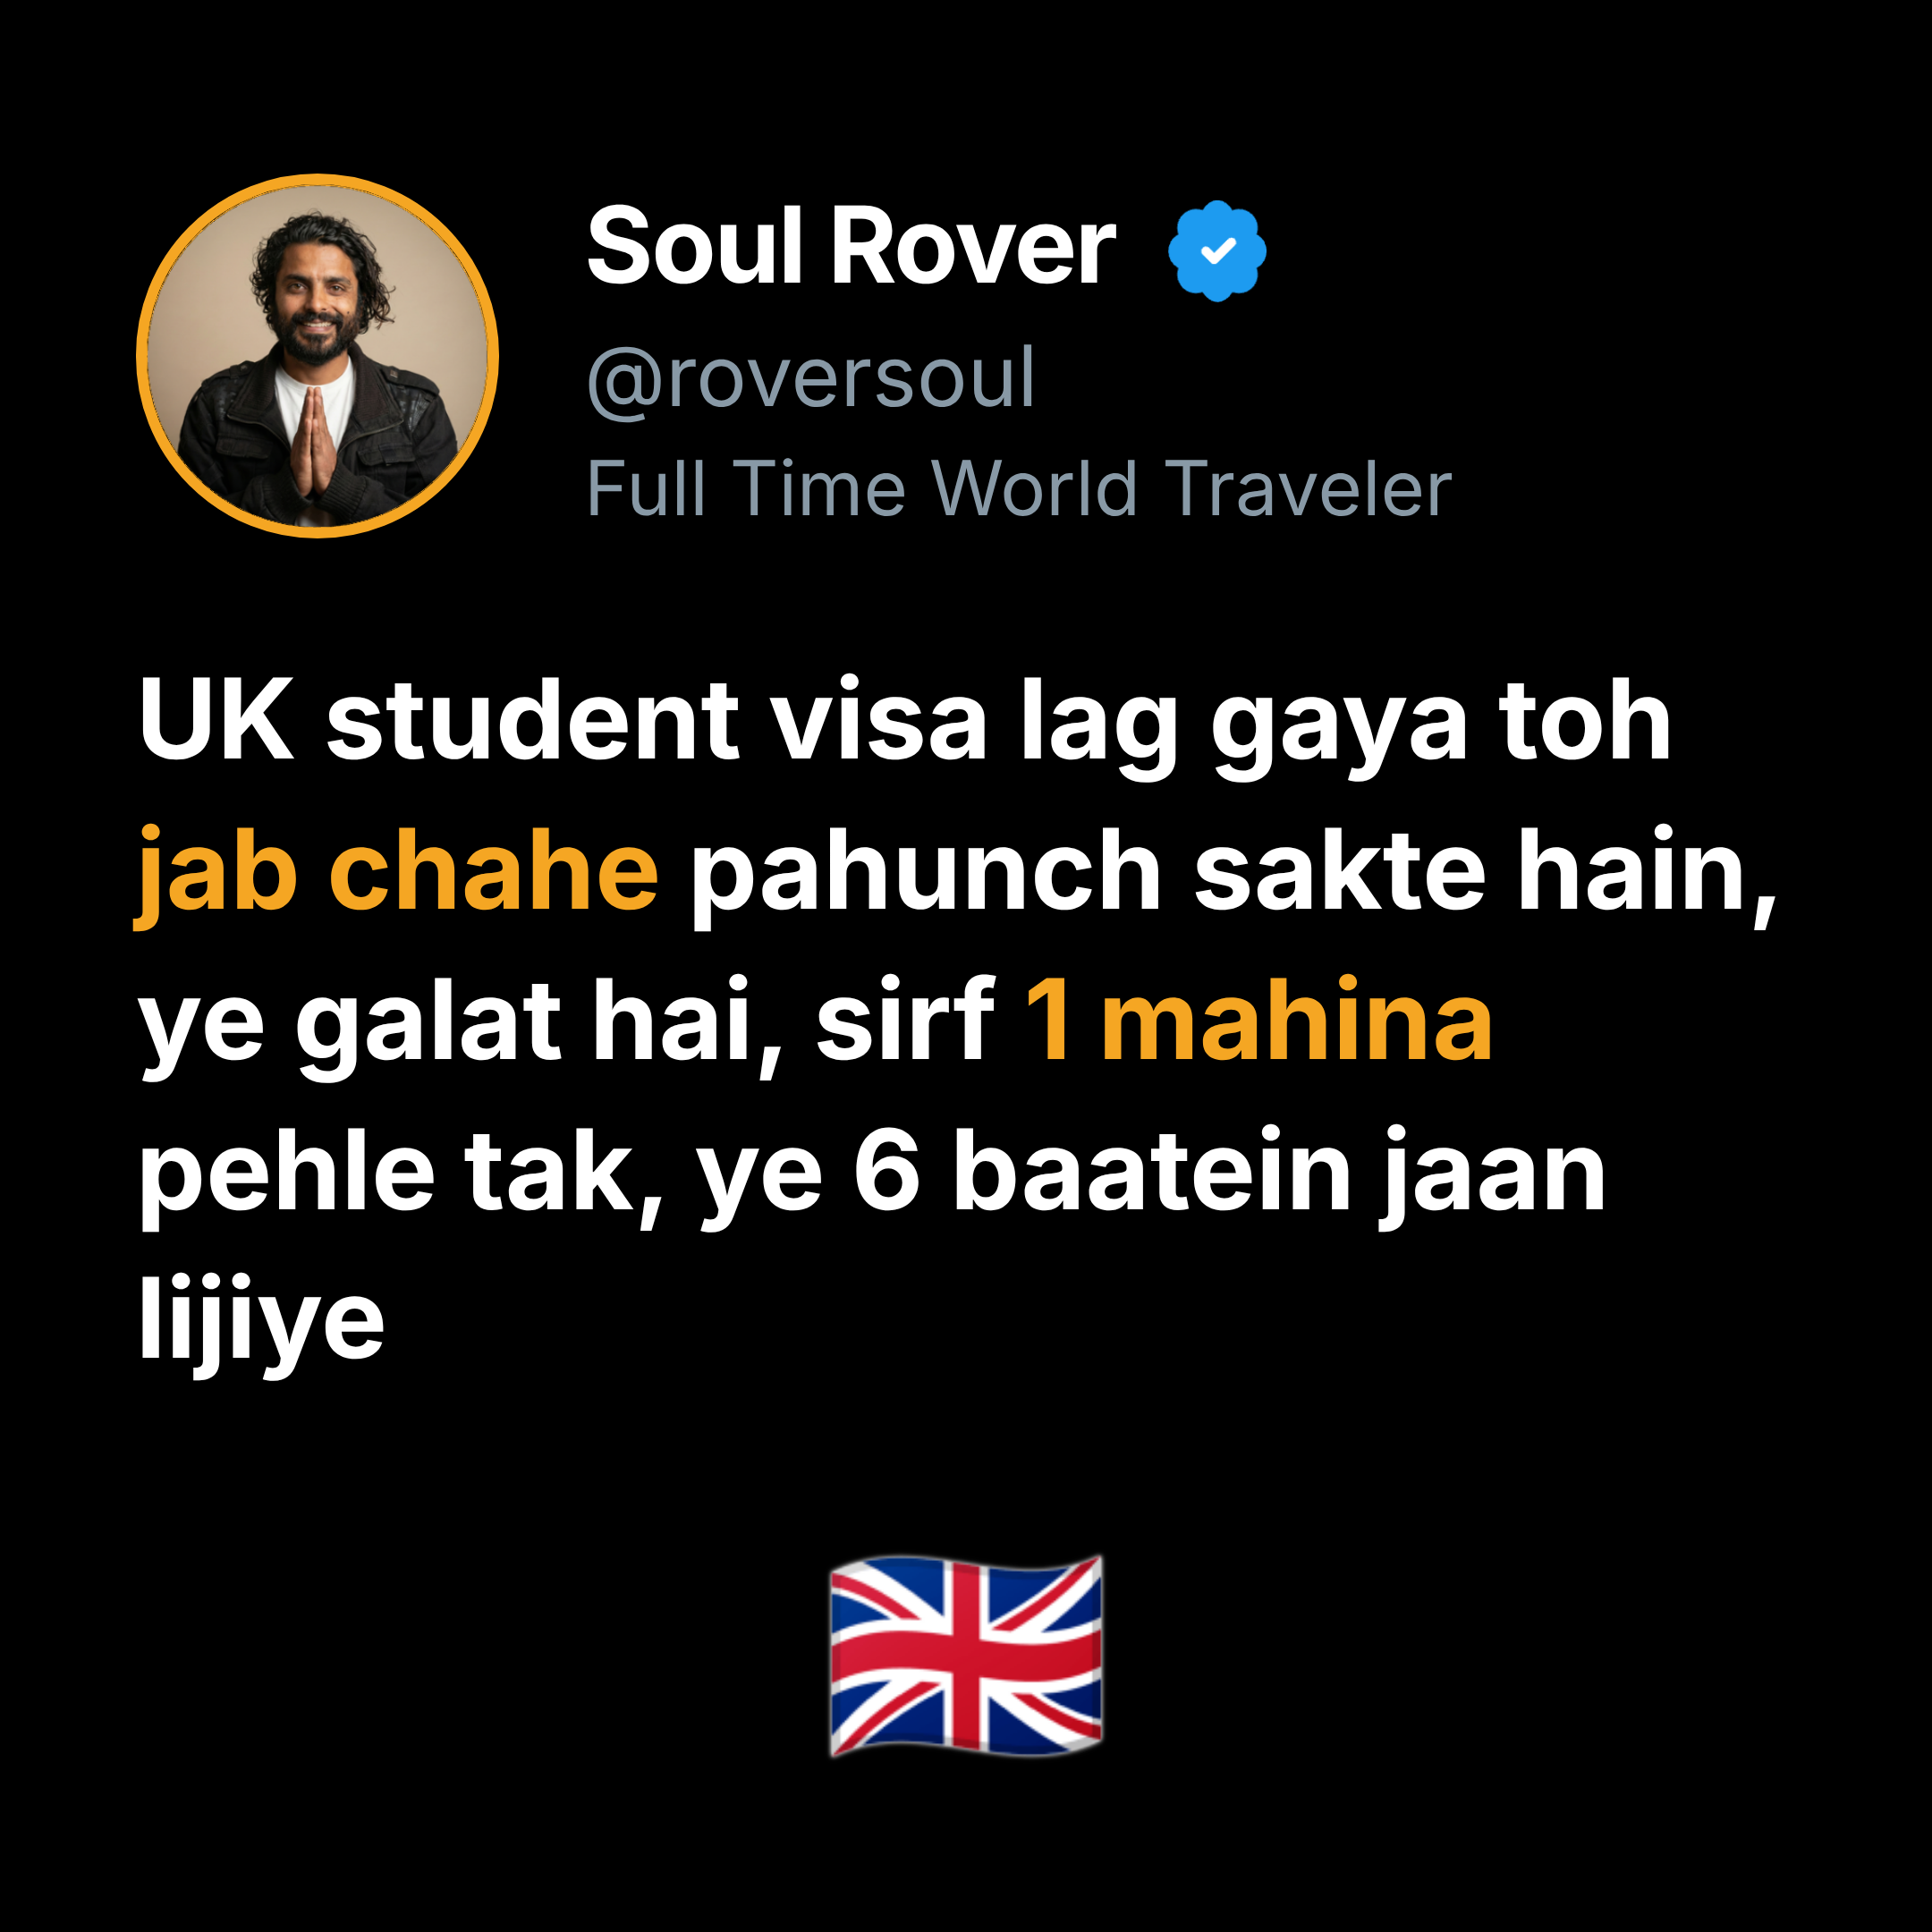 Soul Rover
@roversoul
Full Time World Traveler
UK student visa lag gaya toh
jab chahe pahunch sakte hain,
ye galat hai, sirf 1 mahina
pehle tak, ye 6 baatein jaan
lijiye